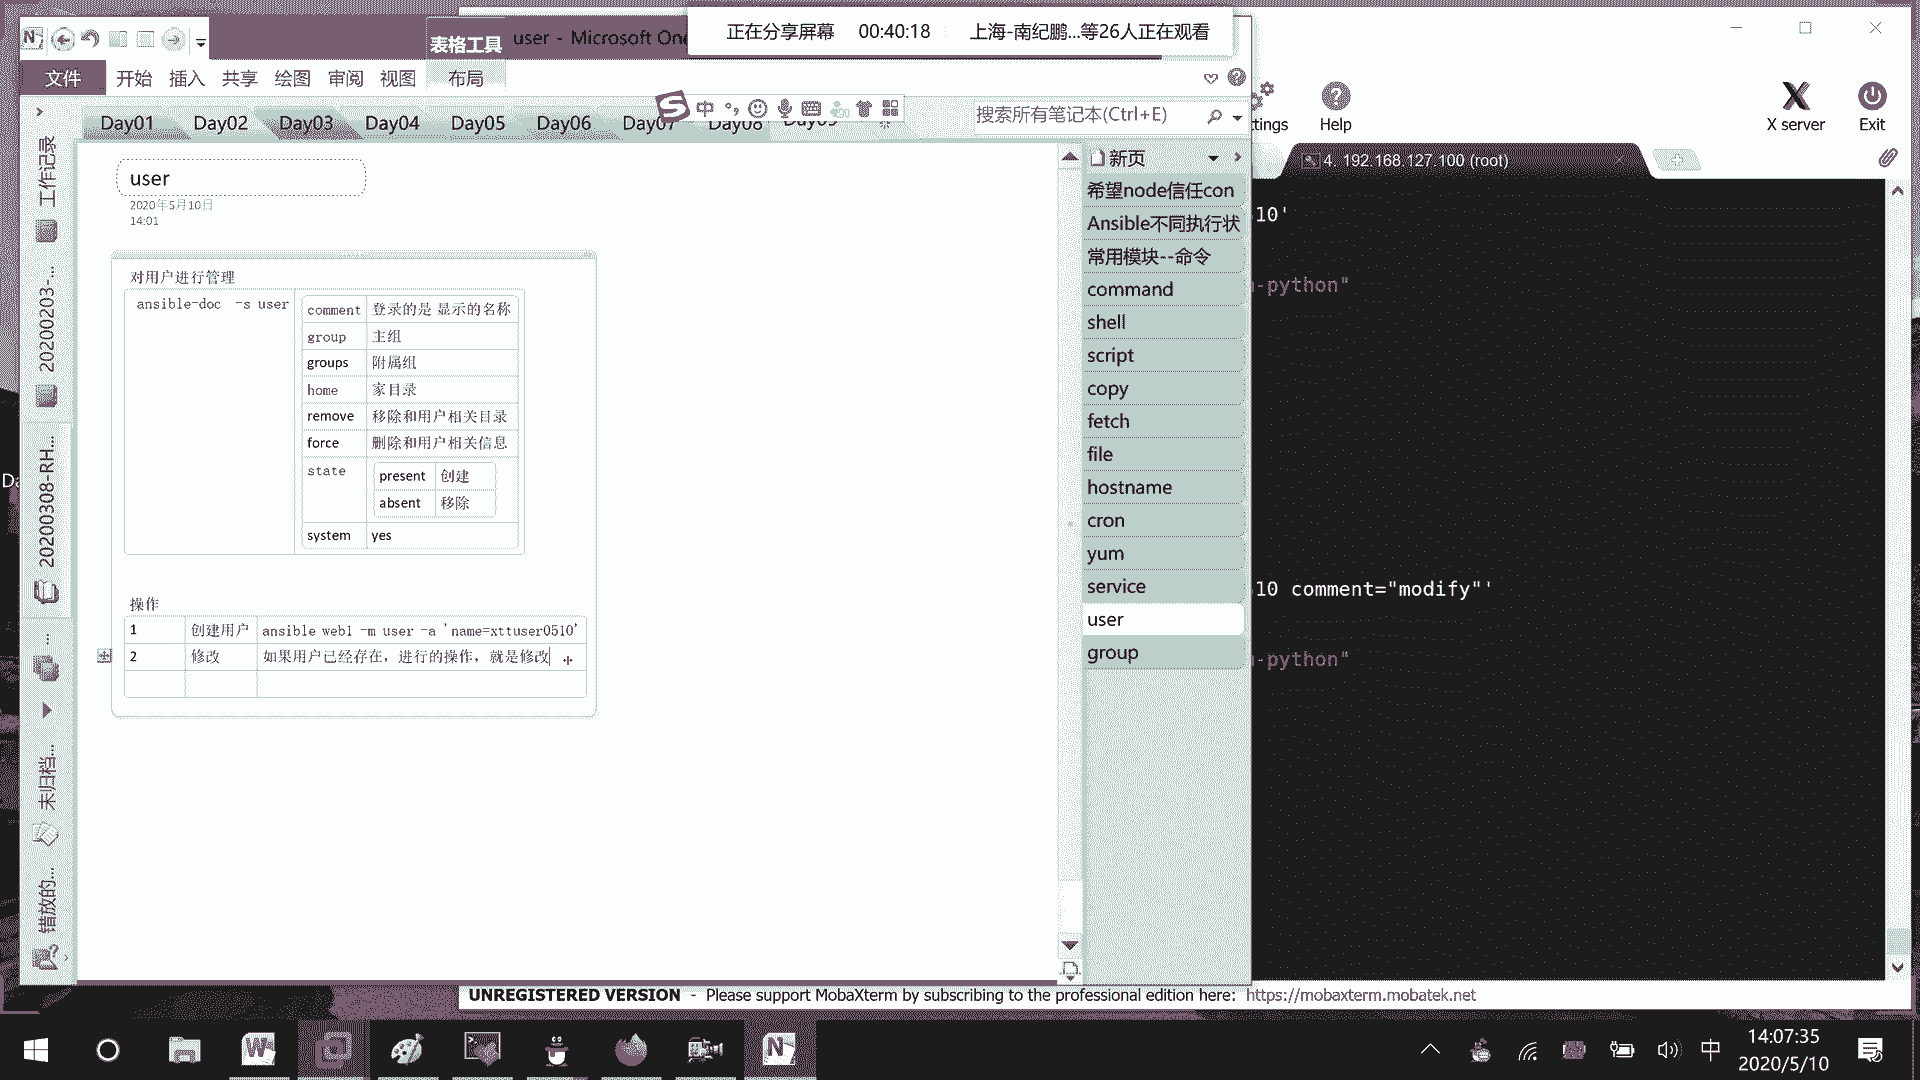 正在分享屏幕 00:40:18 上海-南纪鹏...等26人正在观看
表格工具 user - Microsoft One
文件 开始 插入 共享 绘图 审阅 视图 布局
tings Help X server Exit
Day01 Day02 Day03 Day04 Day05 Day06 Day07 Day08 Day09
中
搜索所有笔记本(Ctrl+E)
工作记录
20200203-...
20200308-RH...
未归档...
错放的...
user
2020年5月10日
14:01
对用户进行管理
ansible-doc -s user
comment 登录的是 显示的名称
group 主组
groups 附属组
home 家目录
remove 移除和用户相关目录
force 删除和用户相关信息
state
present 创建
absent 移除
system yes
操作
1 创建用户 ansible web1 -m user -a 'name=xttuser0510'
2 修改 如果用户已经存在，进行的操作，就是修改
新页
希望node信任con
Ansible不同执行状
常用模块--命令
command
shell
script
copy
fetch
file
hostname
cron
yum
service
user
group
4. 192.168.127.100 (root)
10'
-python"
10 comment="modify"'
-python"
UNREGISTERED VERSION - Please support MobaXterm by subscribing to the professional edition here: https://mobaxterm.mobatek.net
中
14:07:35
2020/5/10